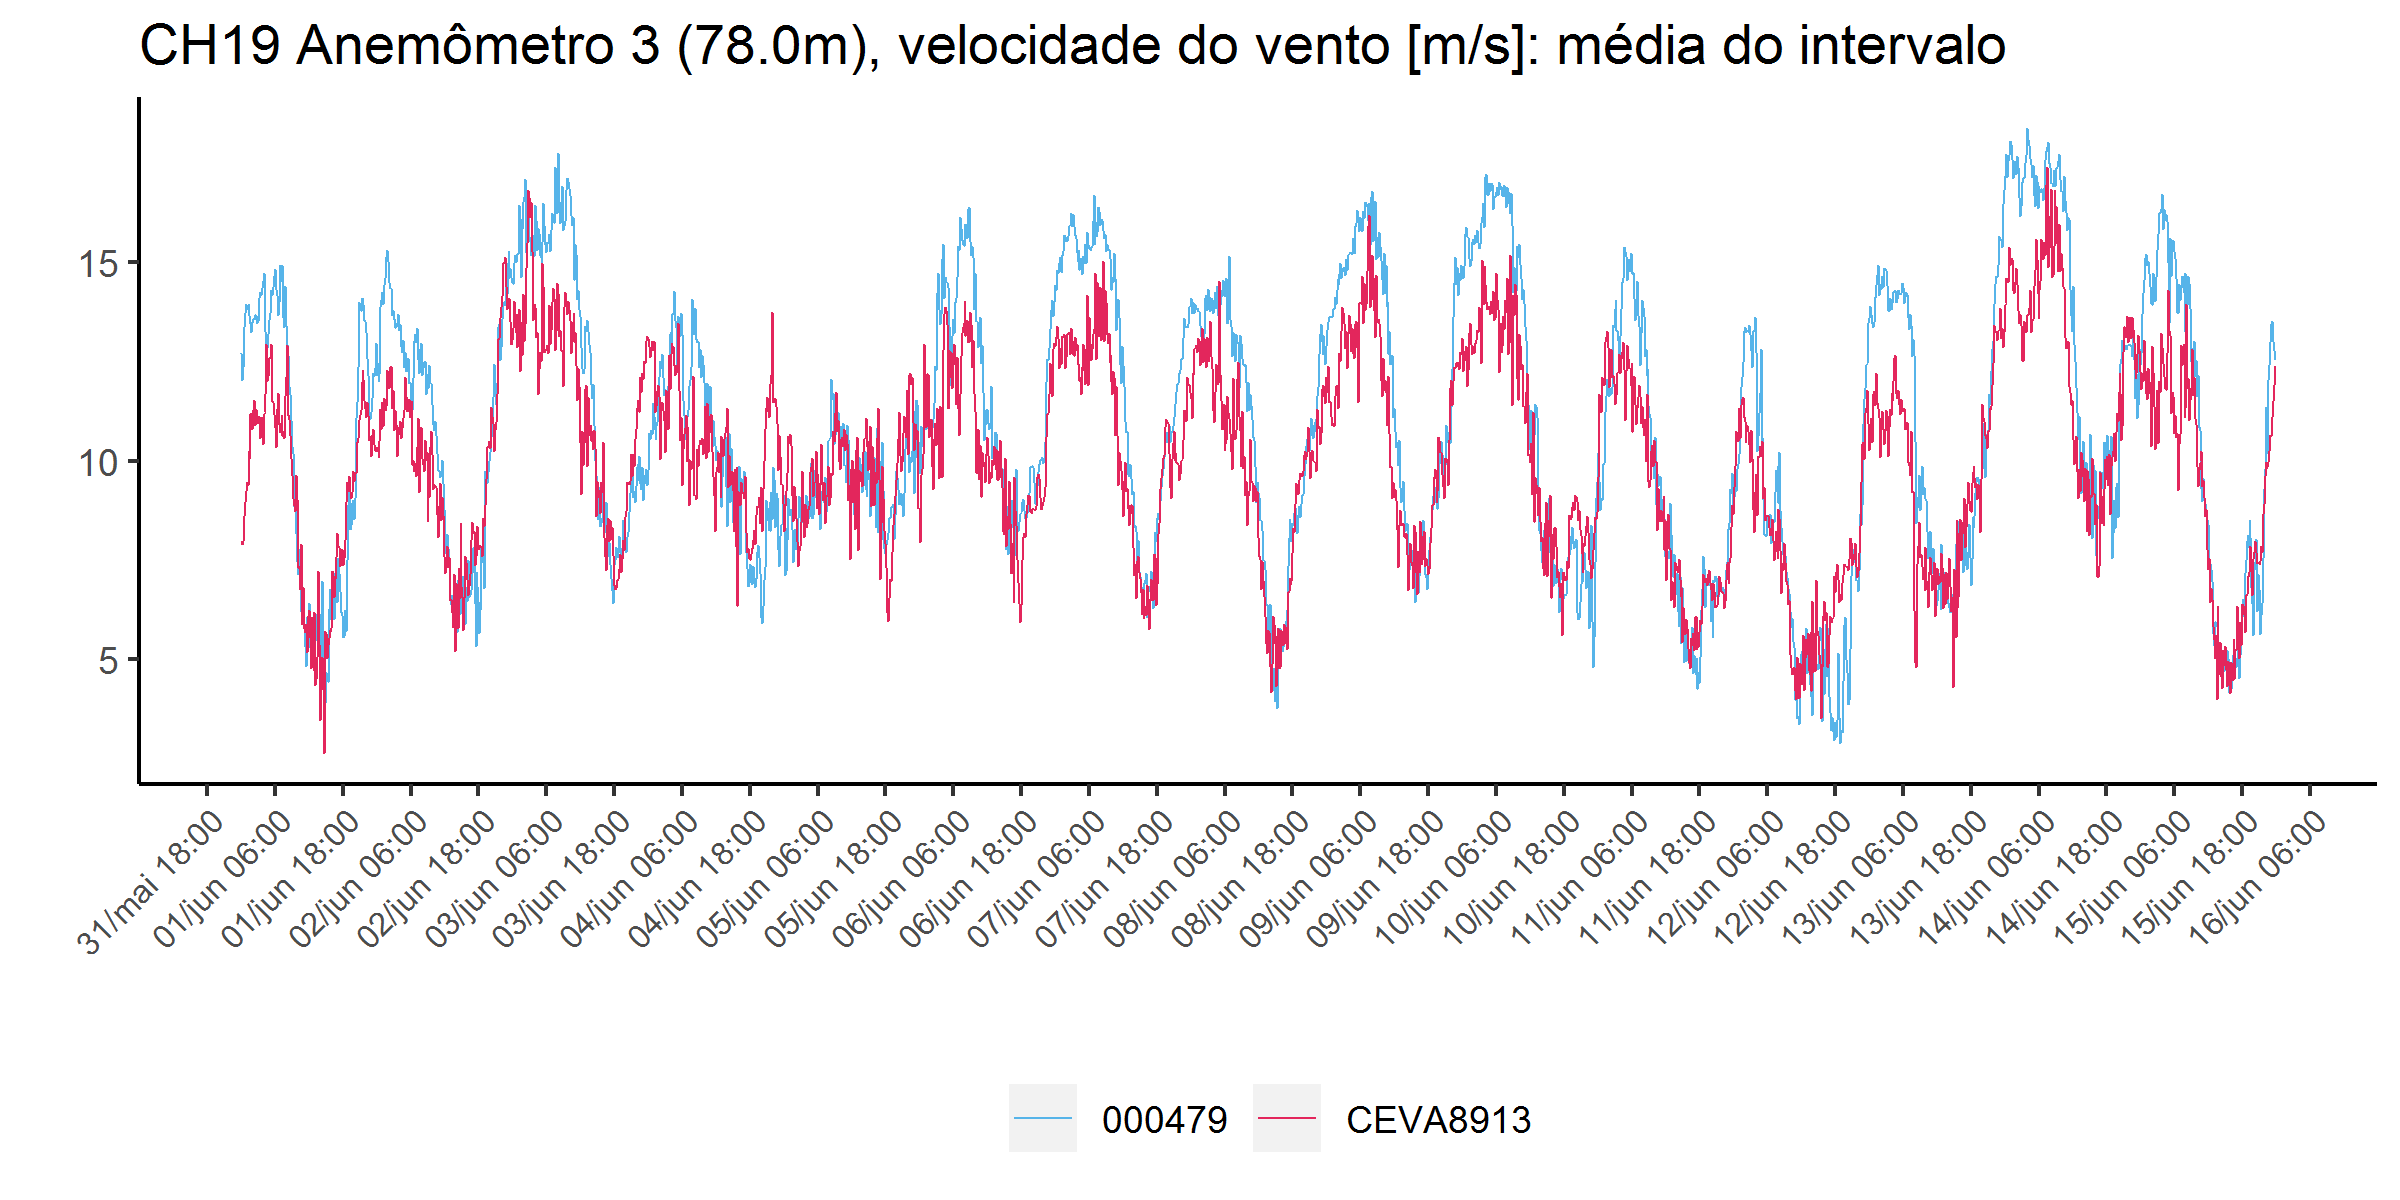 CH19 Anemômetro 3 (78.0m), velocidade do vento [m/s]: média do intervalo
15
10
5
31/mai 18:00
01/jun 06:00
01/jun 18:00
02/jun 06:00
02/jun 18:00
03/jun 06:00
03/jun 18:00
04/jun 06:00
04/jun 18:00
05/jun 06:00
05/jun 18:00
06/jun 06:00
06/jun 18:00
07/jun 06:00
07/jun 18:00
08/jun 06:00
08/jun 18:00
09/jun 06:00
09/jun 18:00
10/jun 06:00
10/jun 18:00
11/jun 06:00
11/jun 18:00
12/jun 06:00
12/jun 18:00
13/jun 06:00
13/jun 18:00
14/jun 06:00
14/jun 18:00
15/jun 06:00
15/jun 18:00
16/jun 06:00
000479 CEVA8913